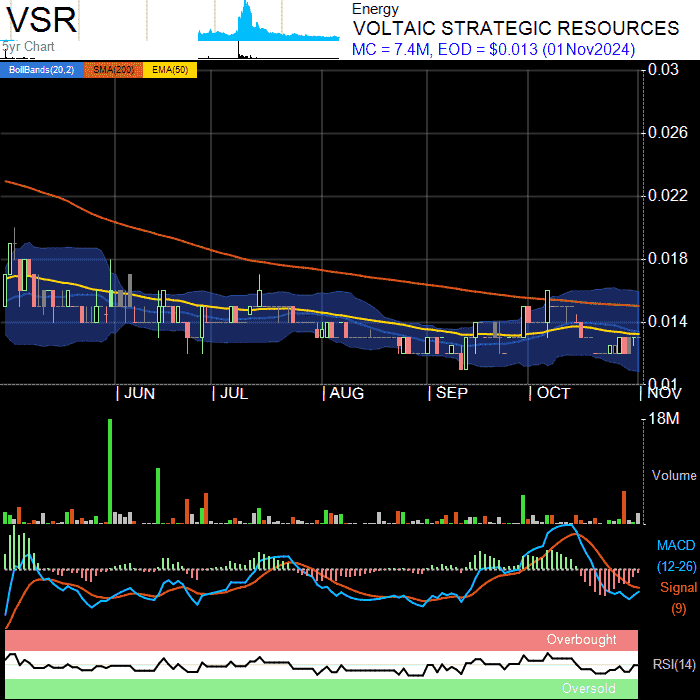 VSR
5yr Chart
Energy
VOLTAIC STRATEGIC RESOURCES
MC = 7.4M, EOD = $0.013 (01Nov2024)
BollBands(20,2) SMA(200) EMA(50)
0.03
0.026
0.022
0.018
0.014
0.01
JUN JUL AUG SEP OCT NOV
18M
Volume
MACD
(12-26)
Signal
(9)
Overbought
RSI(14)
Oversold